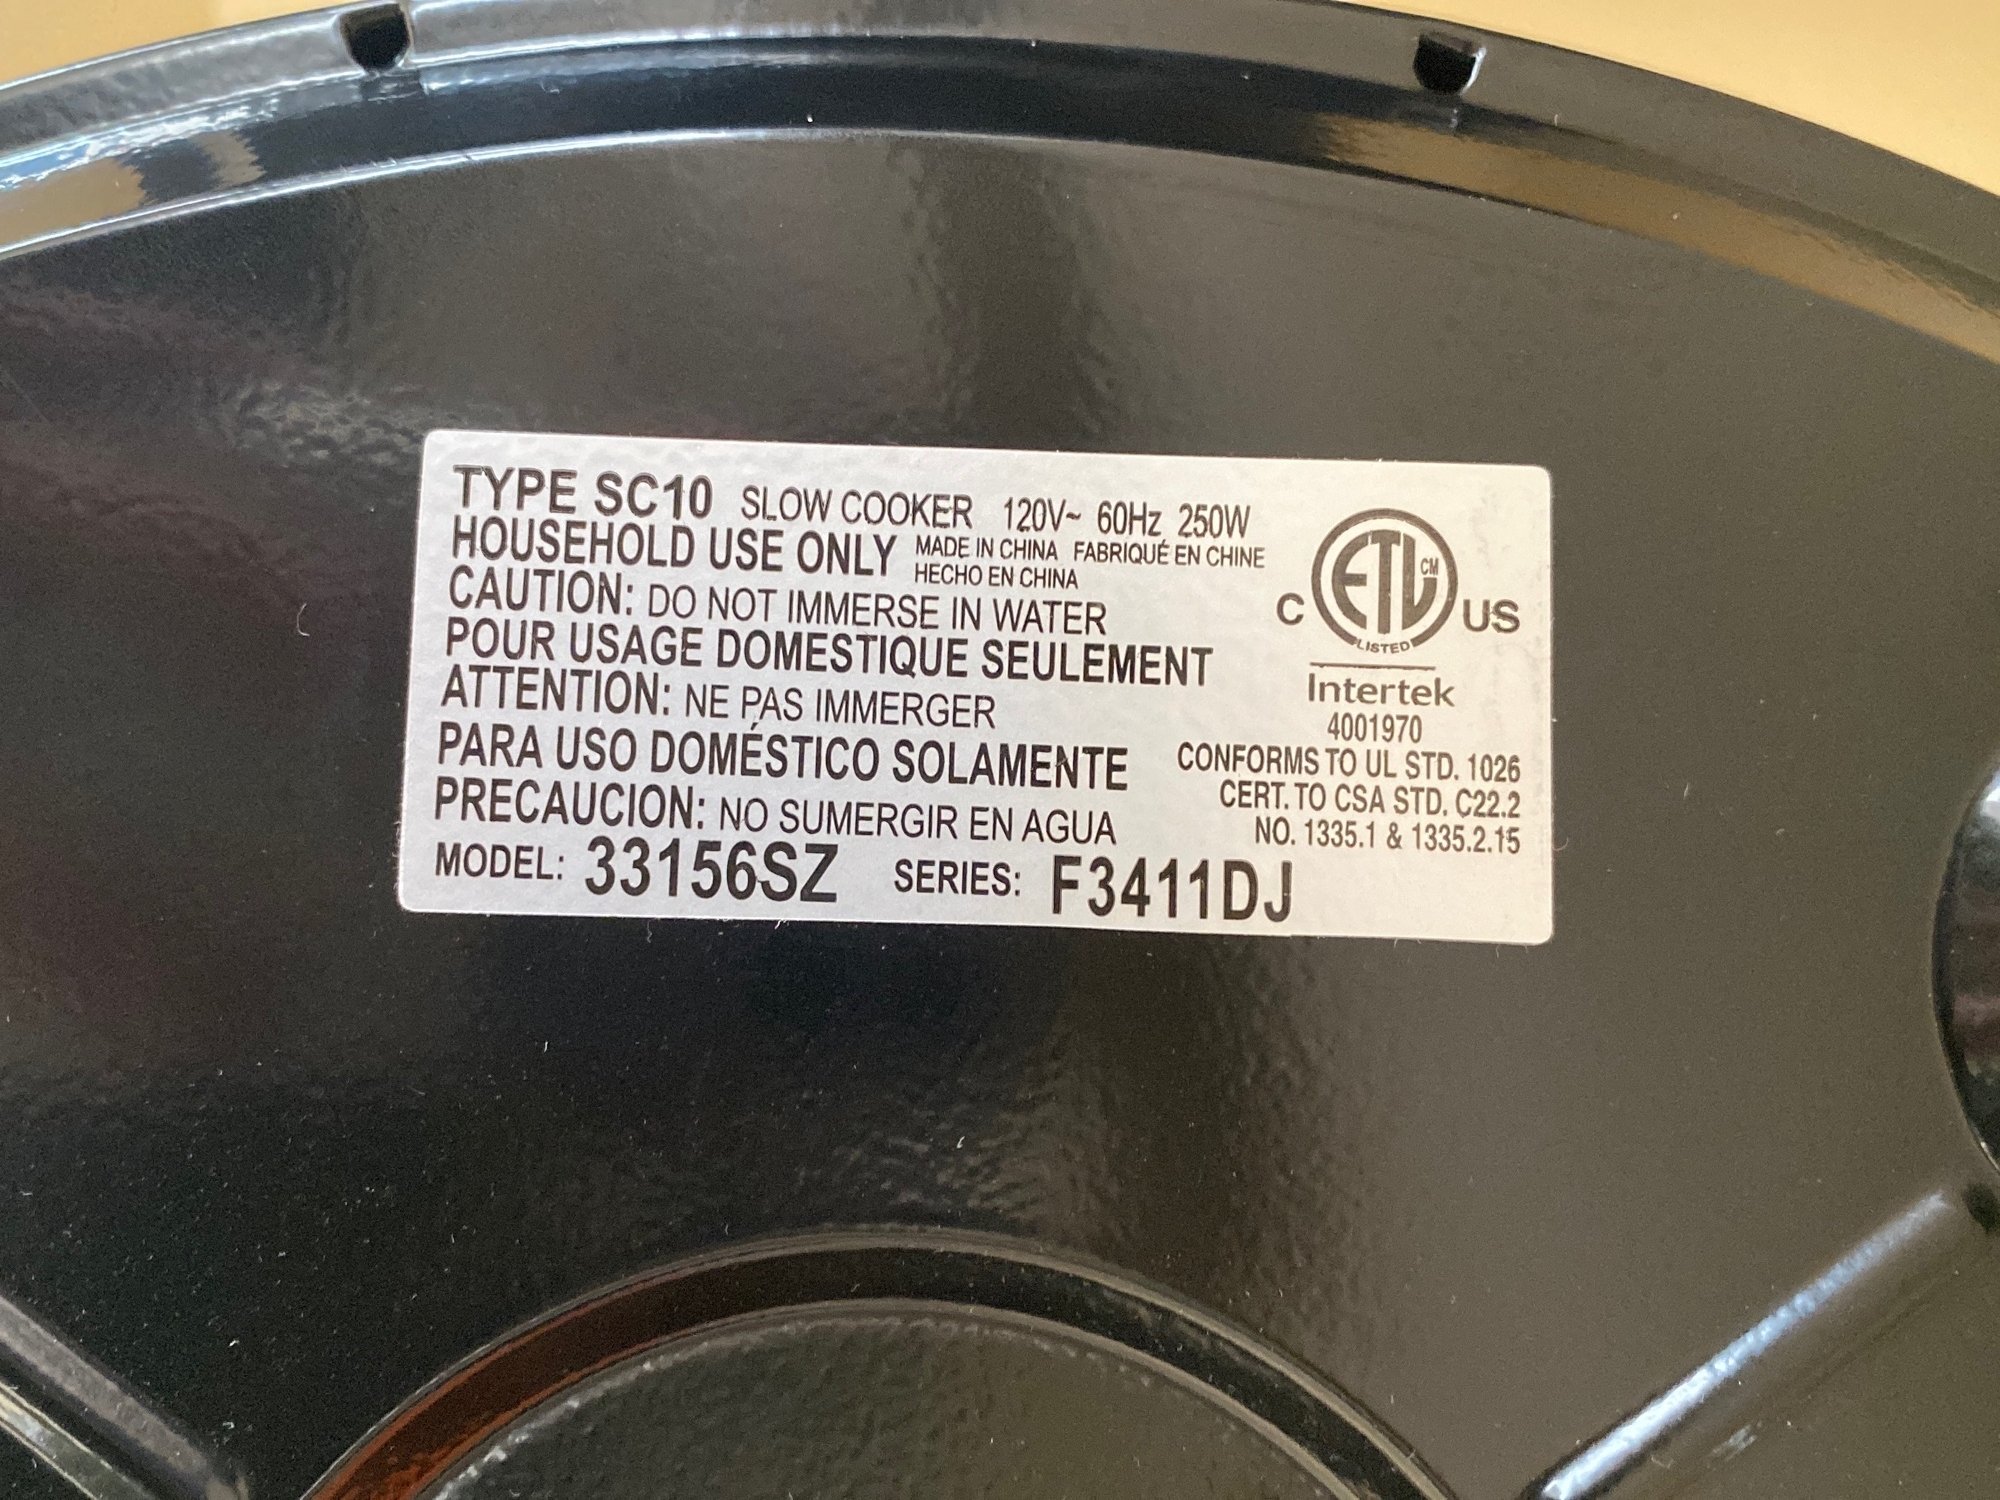 TYPE SC10 SLOW COOKER 120V~ 60Hz 250W
HOUSEHOLD USE ONLY MADE IN CHINA FABRIQUÉ EN CHINE
HECHO EN CHINA
CAUTION: DO NOT IMMERSE IN WATER
POUR USAGE DOMESTIQUE SEULEMENT
ATTENTION: NE PAS IMMERGER
PARA USO DOMÉSTICO SOLAMENTE
PRECAUCION: NO SUMERGIR EN AGUA
MODEL: 33156SZ SERIES: F3411DJ
C ETL CM US
LISTED
Intertek
4001970
CONFORMS TO UL STD. 1026
CERT. TO CSA STD. C22.2
NO. 1335.1 & 1335.2.15